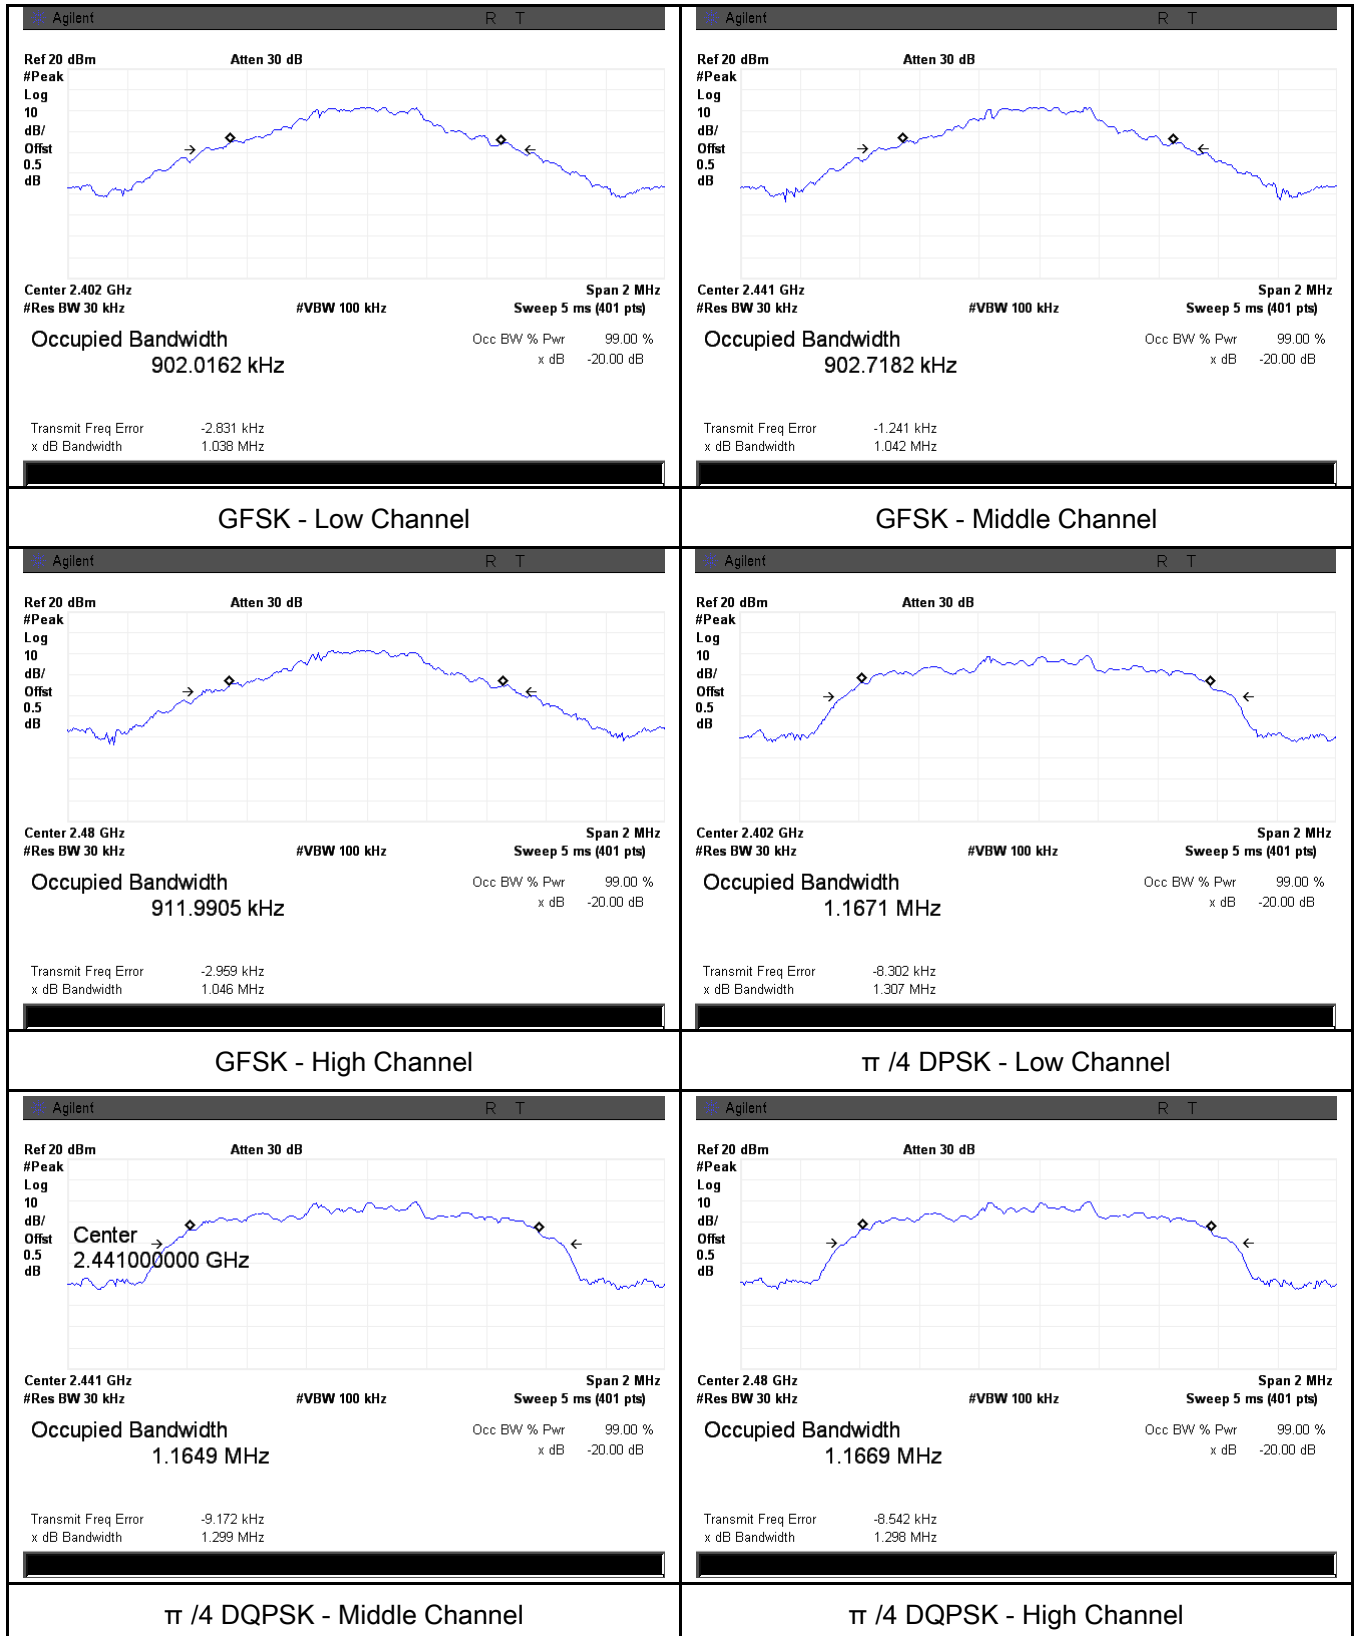 Agilent R T
Ref 20 dBm Atten 30 dB
#Peak
Log
10
dB/
Offst
0.5
dB
Center 2.402 GHz Span 2 MHz
#Res BW 30 kHz #VBW 100 kHz Sweep 5 ms (401 pts)
Occupied Bandwidth Occ BW % Pwr 99.00 %
902.0162 kHz x dB -20.00 dB
Transmit Freq Error -2.831 kHz
x dB Bandwidth 1.038 MHz
GFSK - Low Channel
Agilent R T
Ref 20 dBm Atten 30 dB
#Peak
Log
10
dB/
Offst
0.5
dB
Center 2.441 GHz Span 2 MHz
#Res BW 30 kHz #VBW 100 kHz Sweep 5 ms (401 pts)
Occupied Bandwidth Occ BW % Pwr 99.00 %
902.7182 kHz x dB -20.00 dB
Transmit Freq Error -1.241 kHz
x dB Bandwidth 1.042 MHz
GFSK - Middle Channel
Agilent R T
Ref 20 dBm Atten 30 dB
#Peak
Log
10
dB/
Offst
0.5
dB
Center 2.48 GHz Span 2 MHz
#Res BW 30 kHz #VBW 100 kHz Sweep 5 ms (401 pts)
Occupied Bandwidth Occ BW % Pwr 99.00 %
911.9905 kHz x dB -20.00 dB
Transmit Freq Error -2.959 kHz
x dB Bandwidth 1.046 MHz
GFSK - High Channel
Agilent R T
Ref 20 dBm Atten 30 dB
#Peak
Log
10
dB/
Offst
0.5
dB
Center 2.402 GHz Span 2 MHz
#Res BW 30 kHz #VBW 100 kHz Sweep 5 ms (401 pts)
Occupied Bandwidth Occ BW % Pwr 99.00 %
1.1671 MHz x dB -20.00 dB
Transmit Freq Error -8.302 kHz
x dB Bandwidth 1.307 MHz
π /4 DPSK - Low Channel
Agilent R T
Ref 20 dBm Atten 30 dB
#Peak
Log
10
dB/
Offst
0.5
dB
Center
2.441000000 GHz
Center 2.441 GHz Span 2 MHz
#Res BW 30 kHz #VBW 100 kHz Sweep 5 ms (401 pts)
Occupied Bandwidth Occ BW % Pwr 99.00 %
1.1649 MHz x dB -20.00 dB
Transmit Freq Error -9.172 kHz
x dB Bandwidth 1.299 MHz
π /4 DQPSK - Middle Channel
Agilent R T
Ref 20 dBm Atten 30 dB
#Peak
Log
10
dB/
Offst
0.5
dB
Center 2.48 GHz Span 2 MHz
#Res BW 30 kHz #VBW 100 kHz Sweep 5 ms (401 pts)
Occupied Bandwidth Occ BW % Pwr 99.00 %
1.1669 MHz x dB -20.00 dB
Transmit Freq Error -8.542 kHz
x dB Bandwidth 1.298 MHz
π /4 DQPSK - High Channel